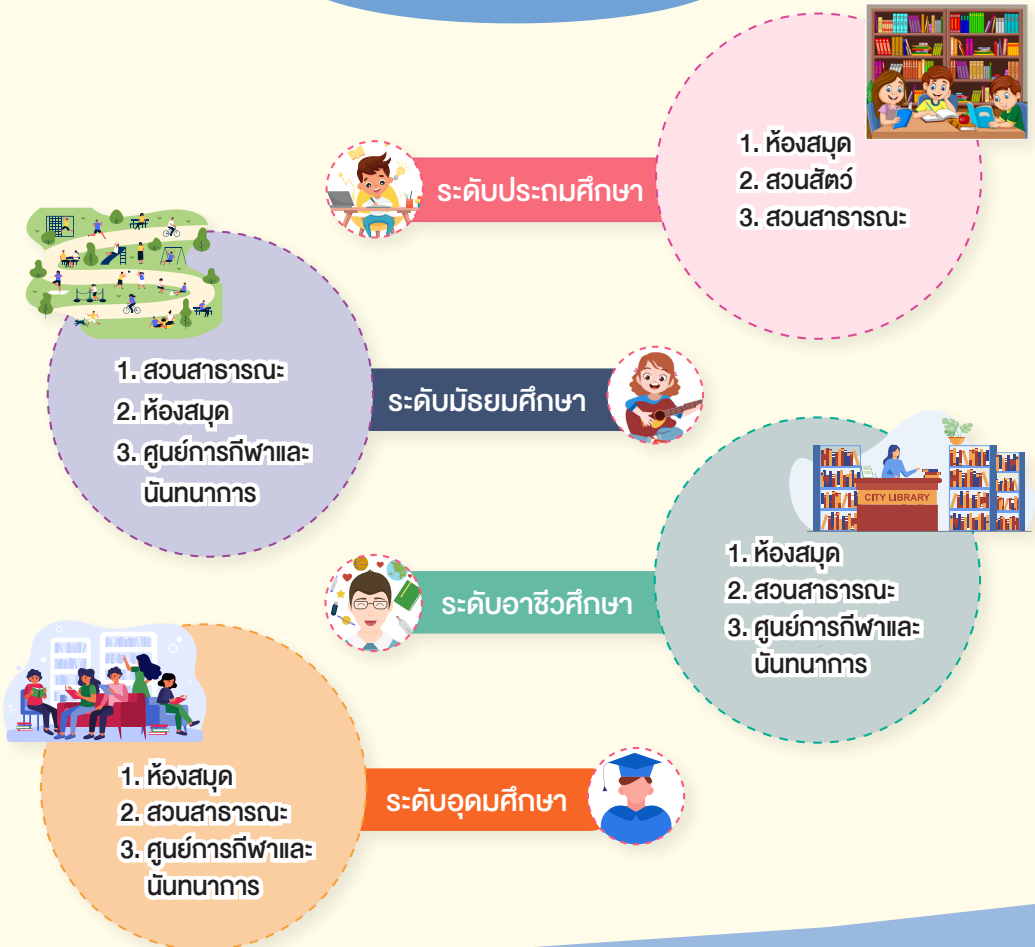 ระดับประถมศึกษา
1. ห้องสมุด
2. สวนสัตว์
3. สวนสาธารณะ
ระดับมัธยมศึกษา
1. สวนสาธารณะ
2. ห้องสมุด
3. ศูนย์การกีฬาและ
นันทนาการ
ระดับอาชีวศึกษา
CITY LIBRARY
1. ห้องสมุด
2. สวนสาธารณะ
3. ศูนย์การกีฬาและ
นันทนาการ
ระดับอุดมศึกษา
1. ห้องสมุด
2. สวนสาธารณะ
3. ศูนย์การกีฬาและ
นันทนาการ